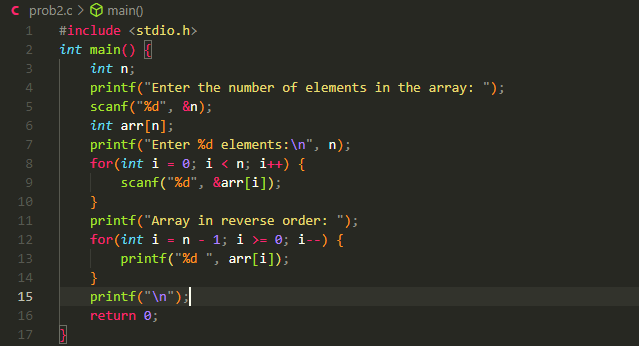 C prob2.c > main()
1 #include <stdio.h>
2 int main() {
3     int n;
4     printf("Enter the number of elements in the array: ");
5     scanf("%d", &n);
6     int arr[n];
7     printf("Enter %d elements:\n", n);
8     for(int i = 0; i < n; i++) {
9         scanf("%d", &arr[i]);
10     }
11     printf("Array in reverse order: ");
12     for(int i = n - 1; i >= 0; i--) {
13         printf("%d ", arr[i]);
14     }
15     printf("\n");
16     return 0;
17 }